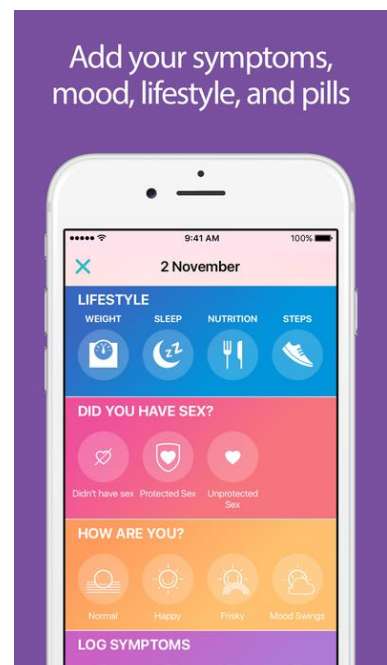 Add your symptoms,
mood, lifestyle, and pills
9:41 AM
100%
2 November
LIFESTYLE
WEIGHT SLEEP NUTRITION STEPS
zZ
DID YOU HAVE SEX?
Didn't have sex Protected Sex Unprotected
Sex
HOW ARE YOU?
Normal Happy Frisky Mood Swings
LOG SYMPTOMS